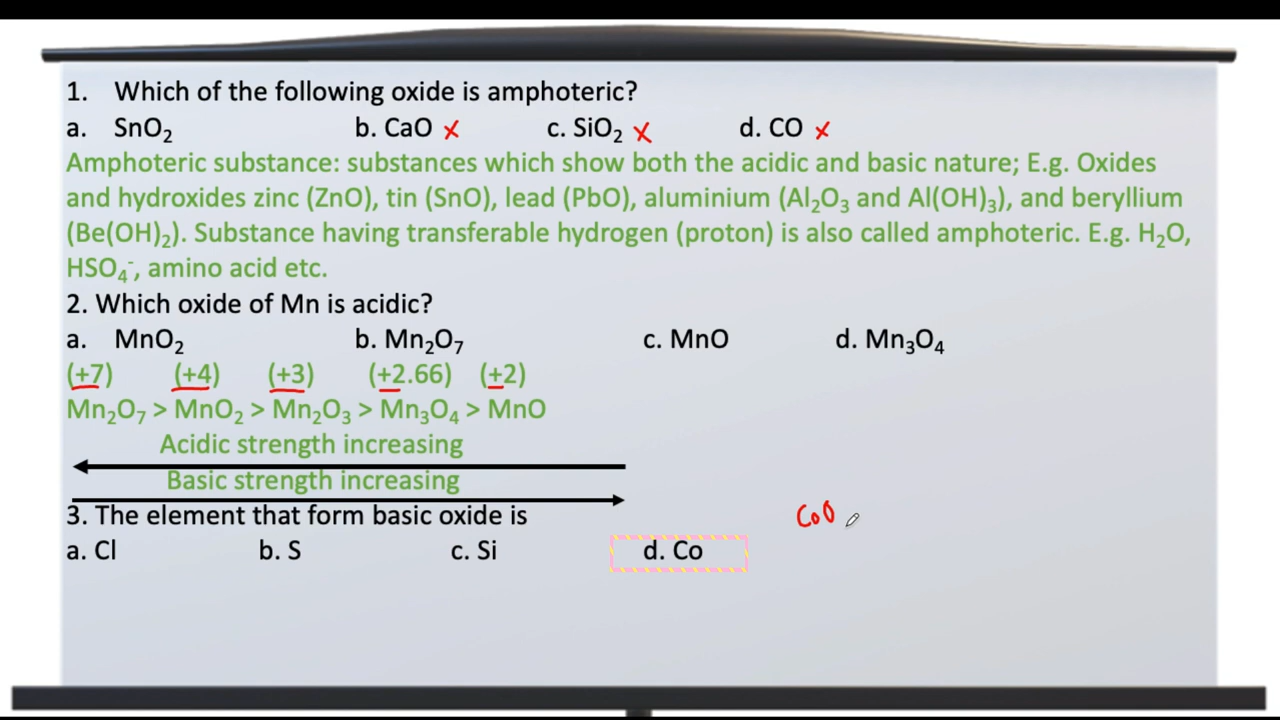 1. Which of the following oxide is amphoteric?
a. SnO₂ b. CaO x c. SiO₂ x d. CO x
Amphoteric substance: substances which show both the acidic and basic nature; E.g. Oxides
and hydroxides zinc (ZnO), tin (SnO), lead (PbO), aluminium (Al₂O₃ and Al(OH)₃), and beryllium
(Be(OH)₂). Substance having transferable hydrogen (proton) is also called amphoteric. E.g. H₂O,
HSO₄⁻, amino acid etc.
2. Which oxide of Mn is acidic?
a. MnO₂ b. Mn₂O₇ c. MnO d. Mn₃O₄
(+7) (+4) (+3) (+2.66) (+2)
Mn₂O₇ > MnO₂ > Mn₂O₃ > Mn₃O₄ > MnO
Acidic strength increasing
Basic strength increasing
3. The element that form basic oxide is
CoO
a. Cl b. S c. Si d. Co